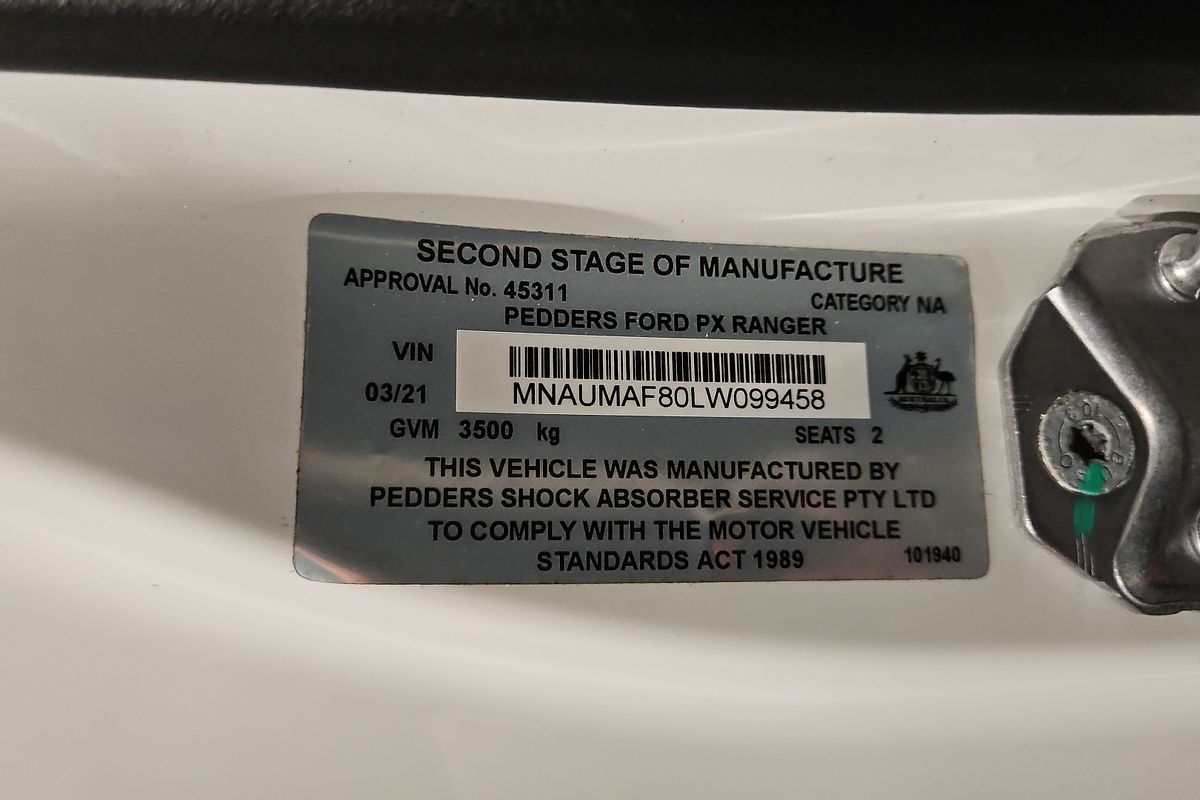 SECOND STAGE OF MANUFACTURE
APPROVAL No. 45311
CATEGORY NA
PEDDERS FORD PX RANGER
VIN
MNAUMAF80LW099458
03/21
AUSTRALIA
GVM 3500 kg
SEATS 2
THIS VEHICLE WAS MANUFACTURED BY
PEDDERS SHOCK ABSORBER SERVICE PTY LTD
TO COMPLY WITH THE MOTOR VEHICLE
STANDARDS ACT 1989
101940